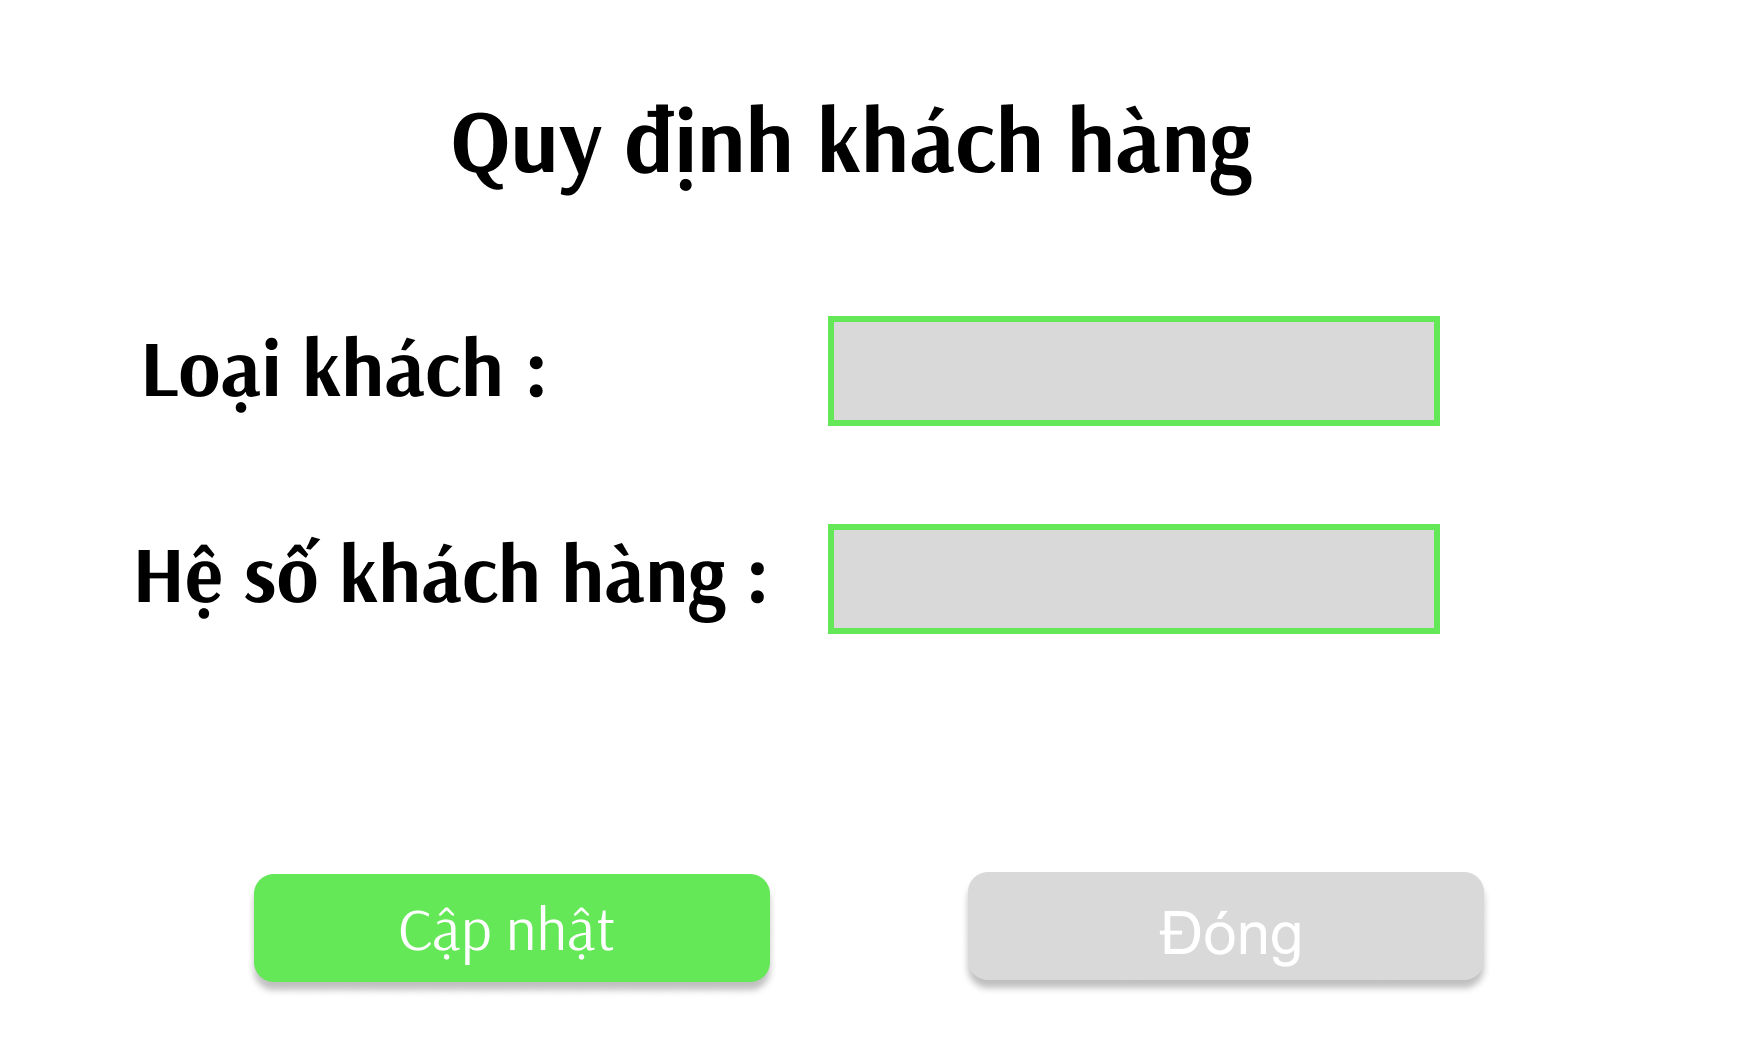 Quy định khách hàng
Loại khách :
Hệ số khách hàng :
Cập nhật
Đóng